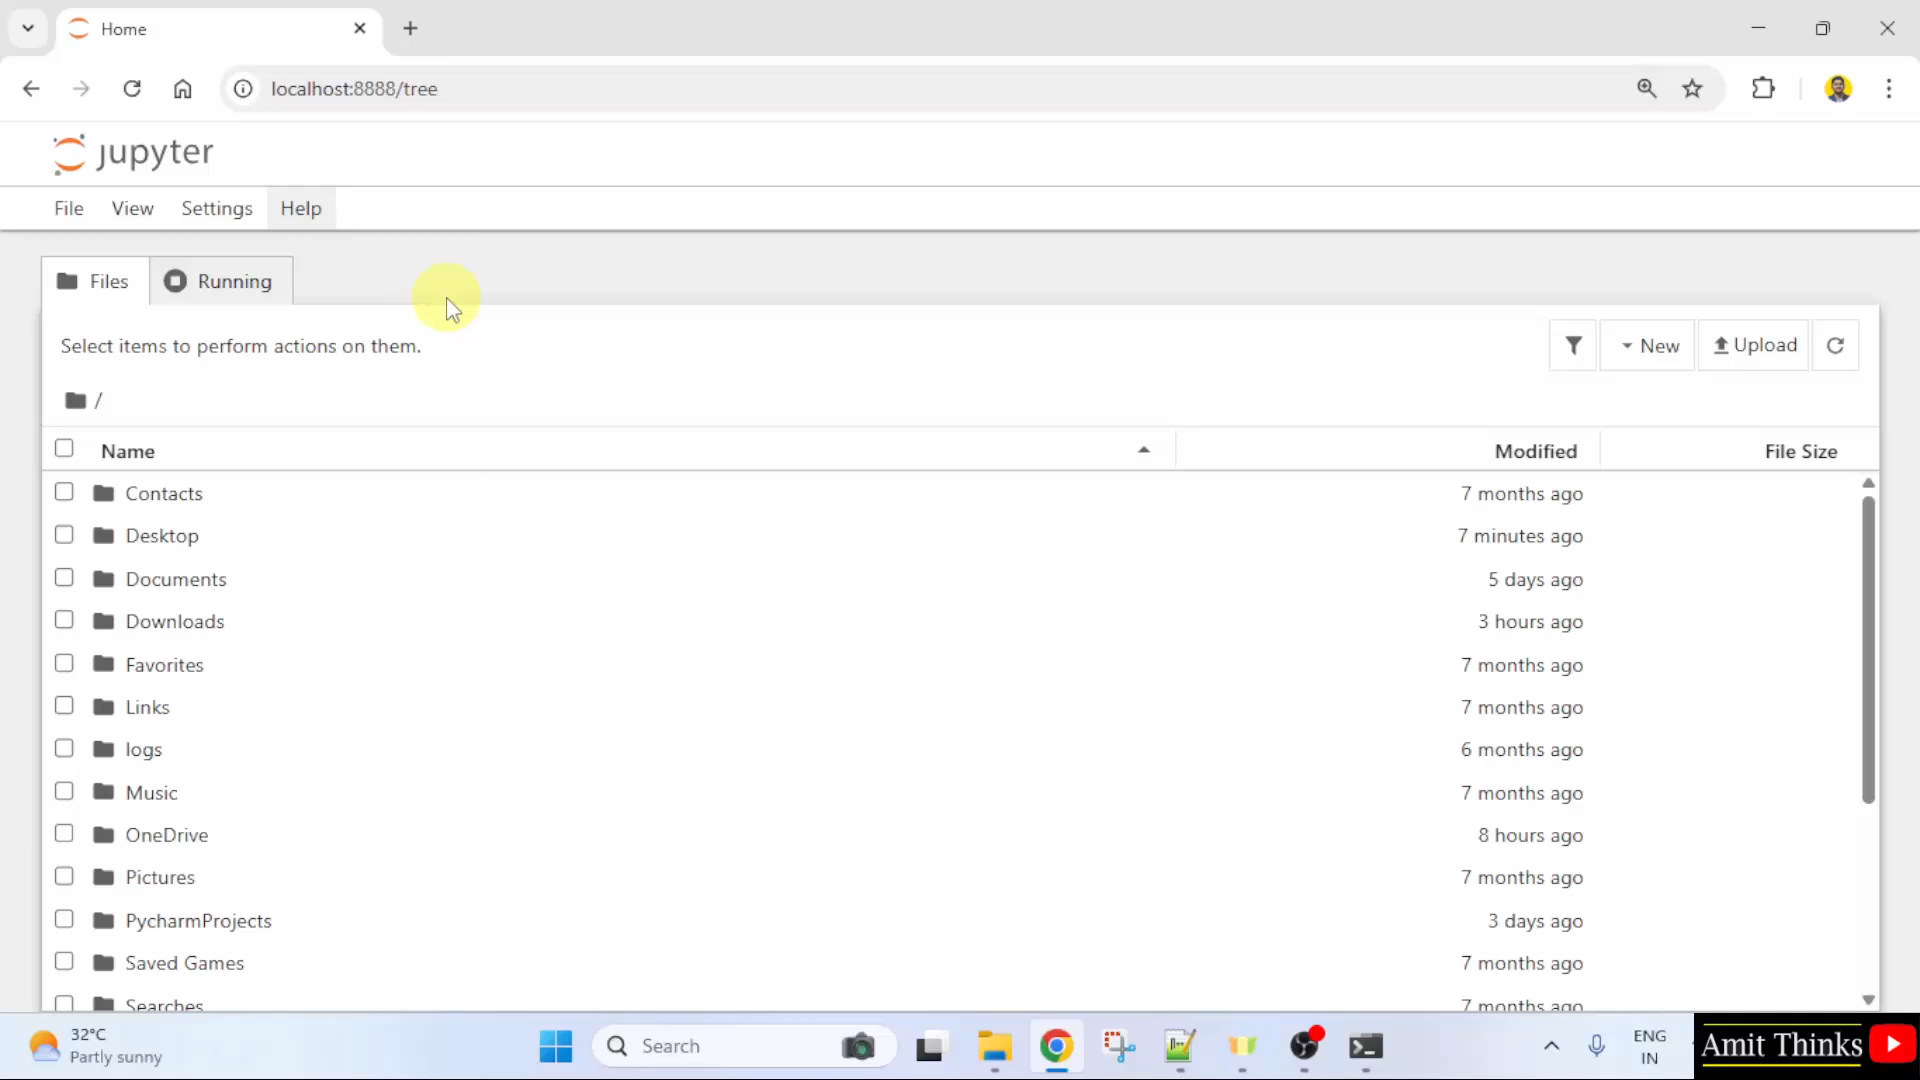 Home
localhost:8888/tree
jupyter
File View Settings Help
Files Running
Select items to perform actions on them.
New Upload
/
Name Modified File Size
Contacts 7 months ago
Desktop 7 minutes ago
Documents 5 days ago
Downloads 3 hours ago
Favorites 7 months ago
Links 7 months ago
logs 6 months ago
Music 7 months ago
OneDrive 8 hours ago
Pictures 7 months ago
PycharmProjects 3 days ago
Saved Games 7 months ago
Searches 7 months ago
32°C
Partly sunny
Search
ENG
IN
Amit Thinks